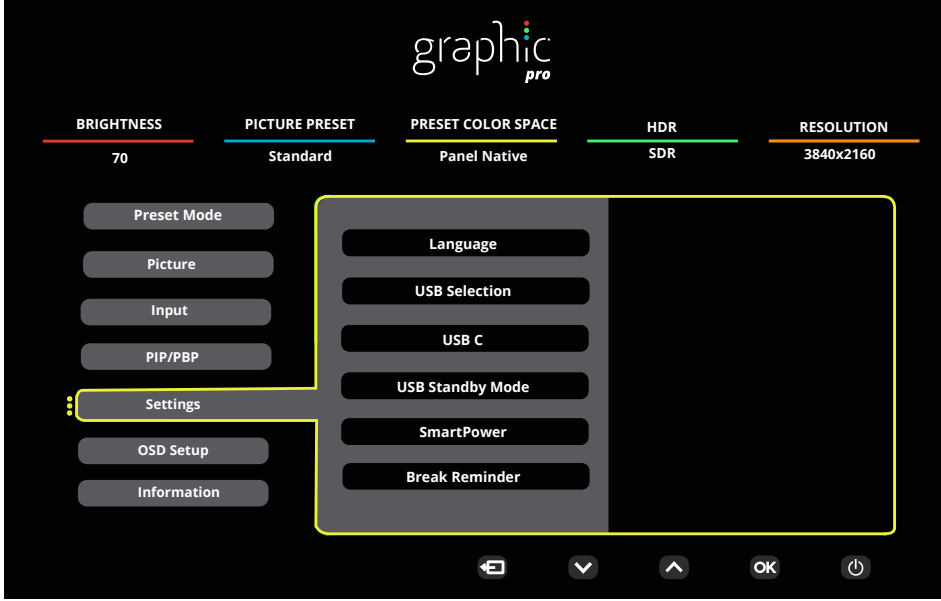 graphic
pro
BRIGHTNESS
PICTURE PRESET
PRESET COLOR SPACE
HDR
RESOLUTION
70
Standard
Panel Native
SDR
3840x2160
Preset Mode
Picture
Input
PIP/PBP
Settings
OSD Setup
Information
Language
USB Selection
USB C
USB Standby Mode
SmartPower
Break Reminder
OK